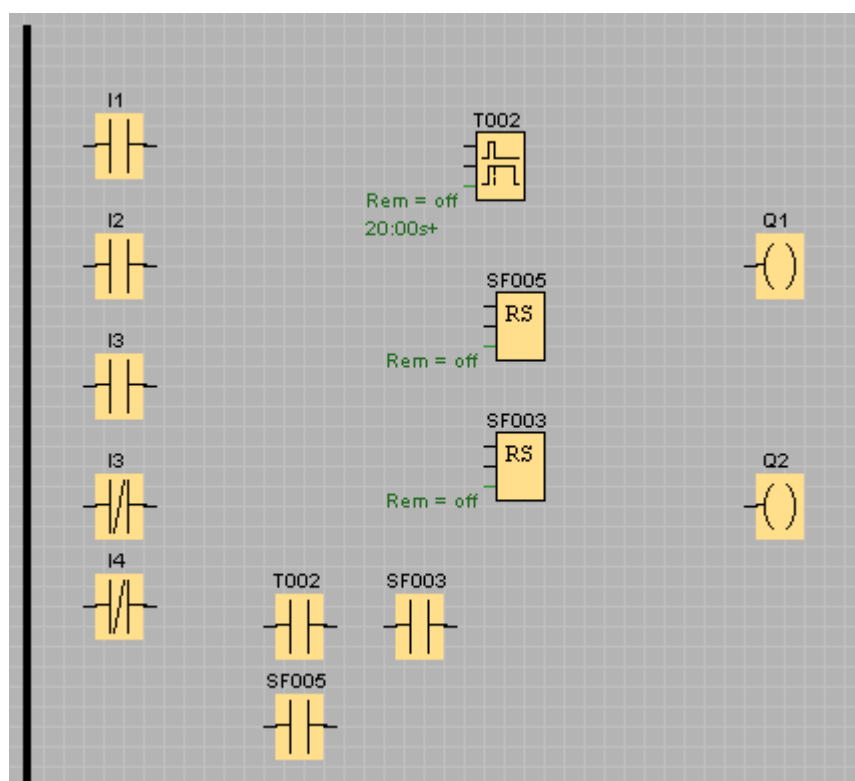 I1
T002
Rem = off
20:00s+
I2
Q1
SF005
RS
Rem = off
I3
SF003
RS
Rem = off
I3
Q2
I4
T002
SF003
SF005